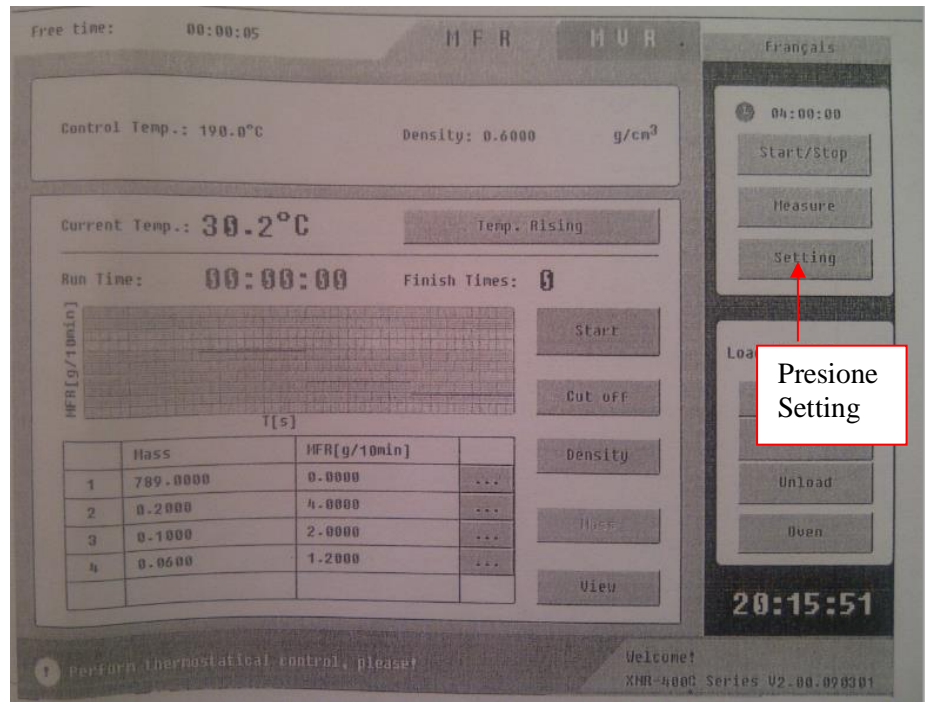 Free time: 00:00:05
MFR MVR
Français
Control Temp.: 190.0°C Density: 0.6000 g/cm³
04:00:00
Start/Stop
Measure
Setting
Current Temp.: 30.2°C Temp. Rising
Run Time: 00:00:00 Finish Times: 0
MFR[g/10min]
T[s]
Start
Cut off
Density
Mass
View
Mass MFR[g/10min]
1 789.0000 0.0000 ...
2 0.2000 4.0000 ...
3 0.1000 2.0000 ...
4 0.0600 1.2000 ...
Loa
Presione
Setting
Unload
Oven
20:15:51
Perform thermostatical control, please!
Welcome!
XNR-400C Series V2.00.090301